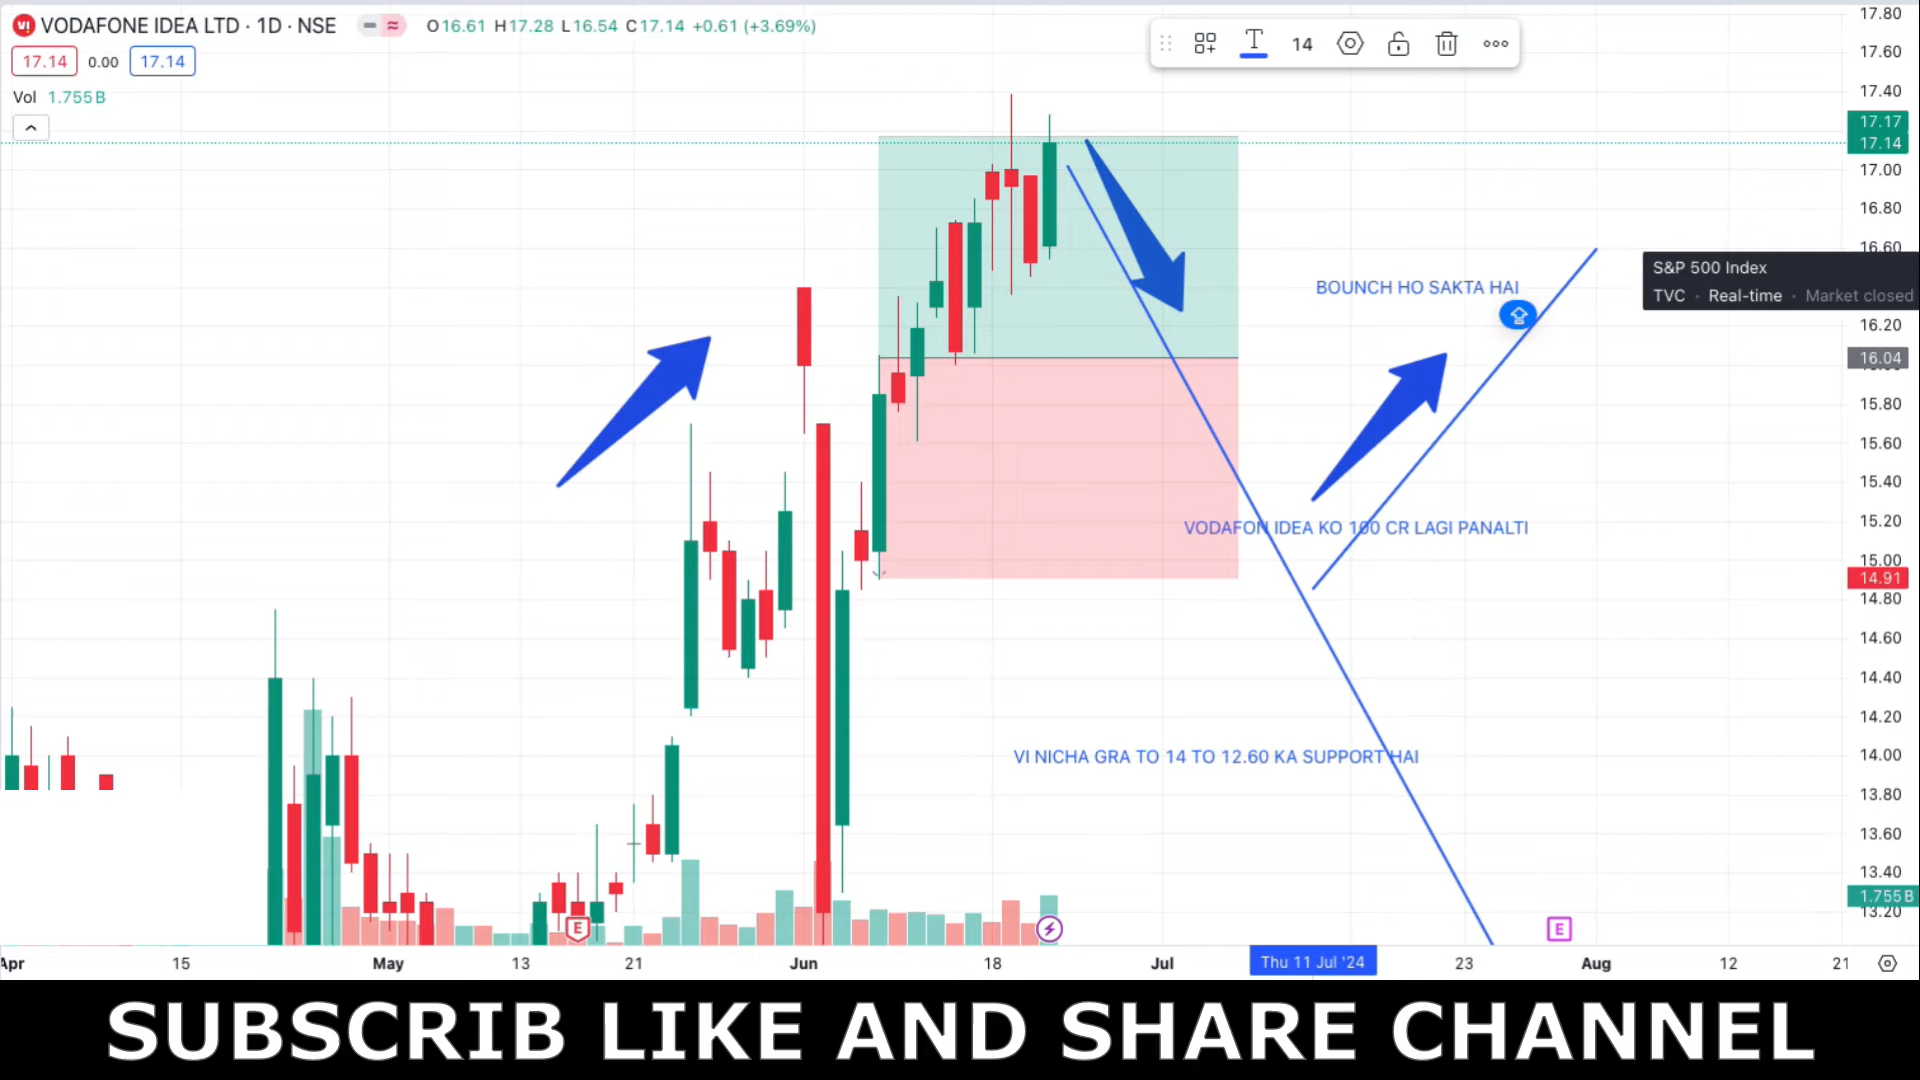 VODAFONE IDEA LTD · 1D · NSE
O16.61 H17.28 L16.54 C17.14 +0.61 (+3.69%)
17.14 0.00 17.14
Vol 1.755B
T 14
17.80
17.60
17.40
17.17
17.14
17.00
16.80
16.60
S&P 500 Index
TVC · Real-time · Market closed
16.20
16.04
15.80
15.60
15.40
15.20
15.00
14.91
14.80
14.60
14.40
14.20
14.00
13.80
13.60
13.40
1.755B
13.20
BOUNCH HO SAKTA HAI
VODAFON IDEA KO 100 CR LAGI PANALTI
VI NICHA GRA TO 14 TO 12.60 KA SUPPORT HAI
E E
Apr 15 May 13 21 Jun 18 Jul Thu 11 Jul '24 23 Aug 12 21
SUBSCRIB LIKE AND SHARE CHANNEL